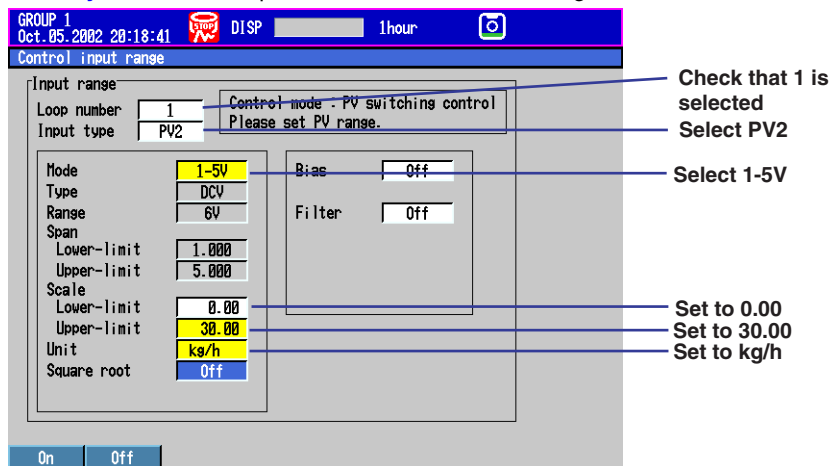 GROUP 1
Oct.05.2002 20:18:41 STOP DISP 1hour
Control input range
Input range
Loop number 1
Input type PV2
Control mode : PV switching control
Please set PV range.
Mode 1-5V
Type DCV
Range 6V
Span
Lower-limit 1.000
Upper-limit 5.000
Scale
Lower-limit 0.00
Upper-limit 30.00
Unit kg/h
Square root Off
Bias Off
Filter Off
On Off
Check that 1 is
selected
Select PV2
Select 1-5V
Set to 0.00
Set to 30.00
Set to kg/h